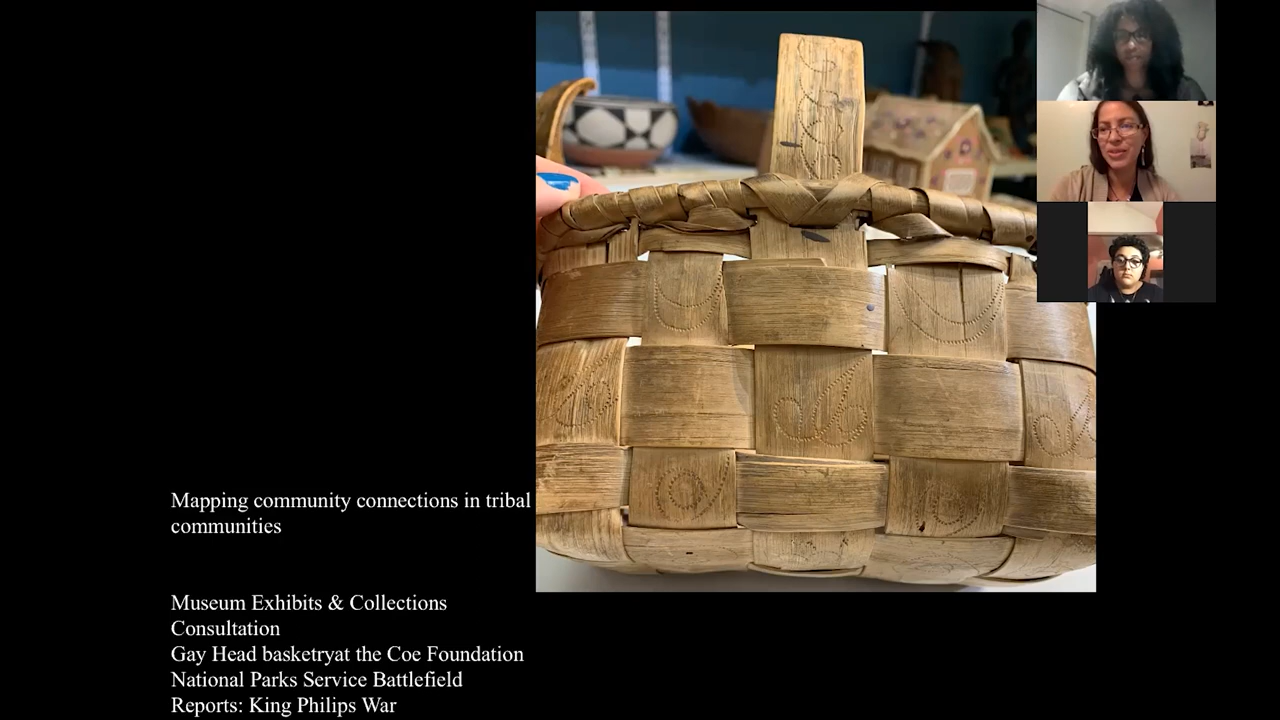 Mapping community connections in tribal
communities
Museum Exhibits & Collections
Consultation
Gay Head basketryat the Coe Foundation
National Parks Service Battlefield
Reports: King Philips War